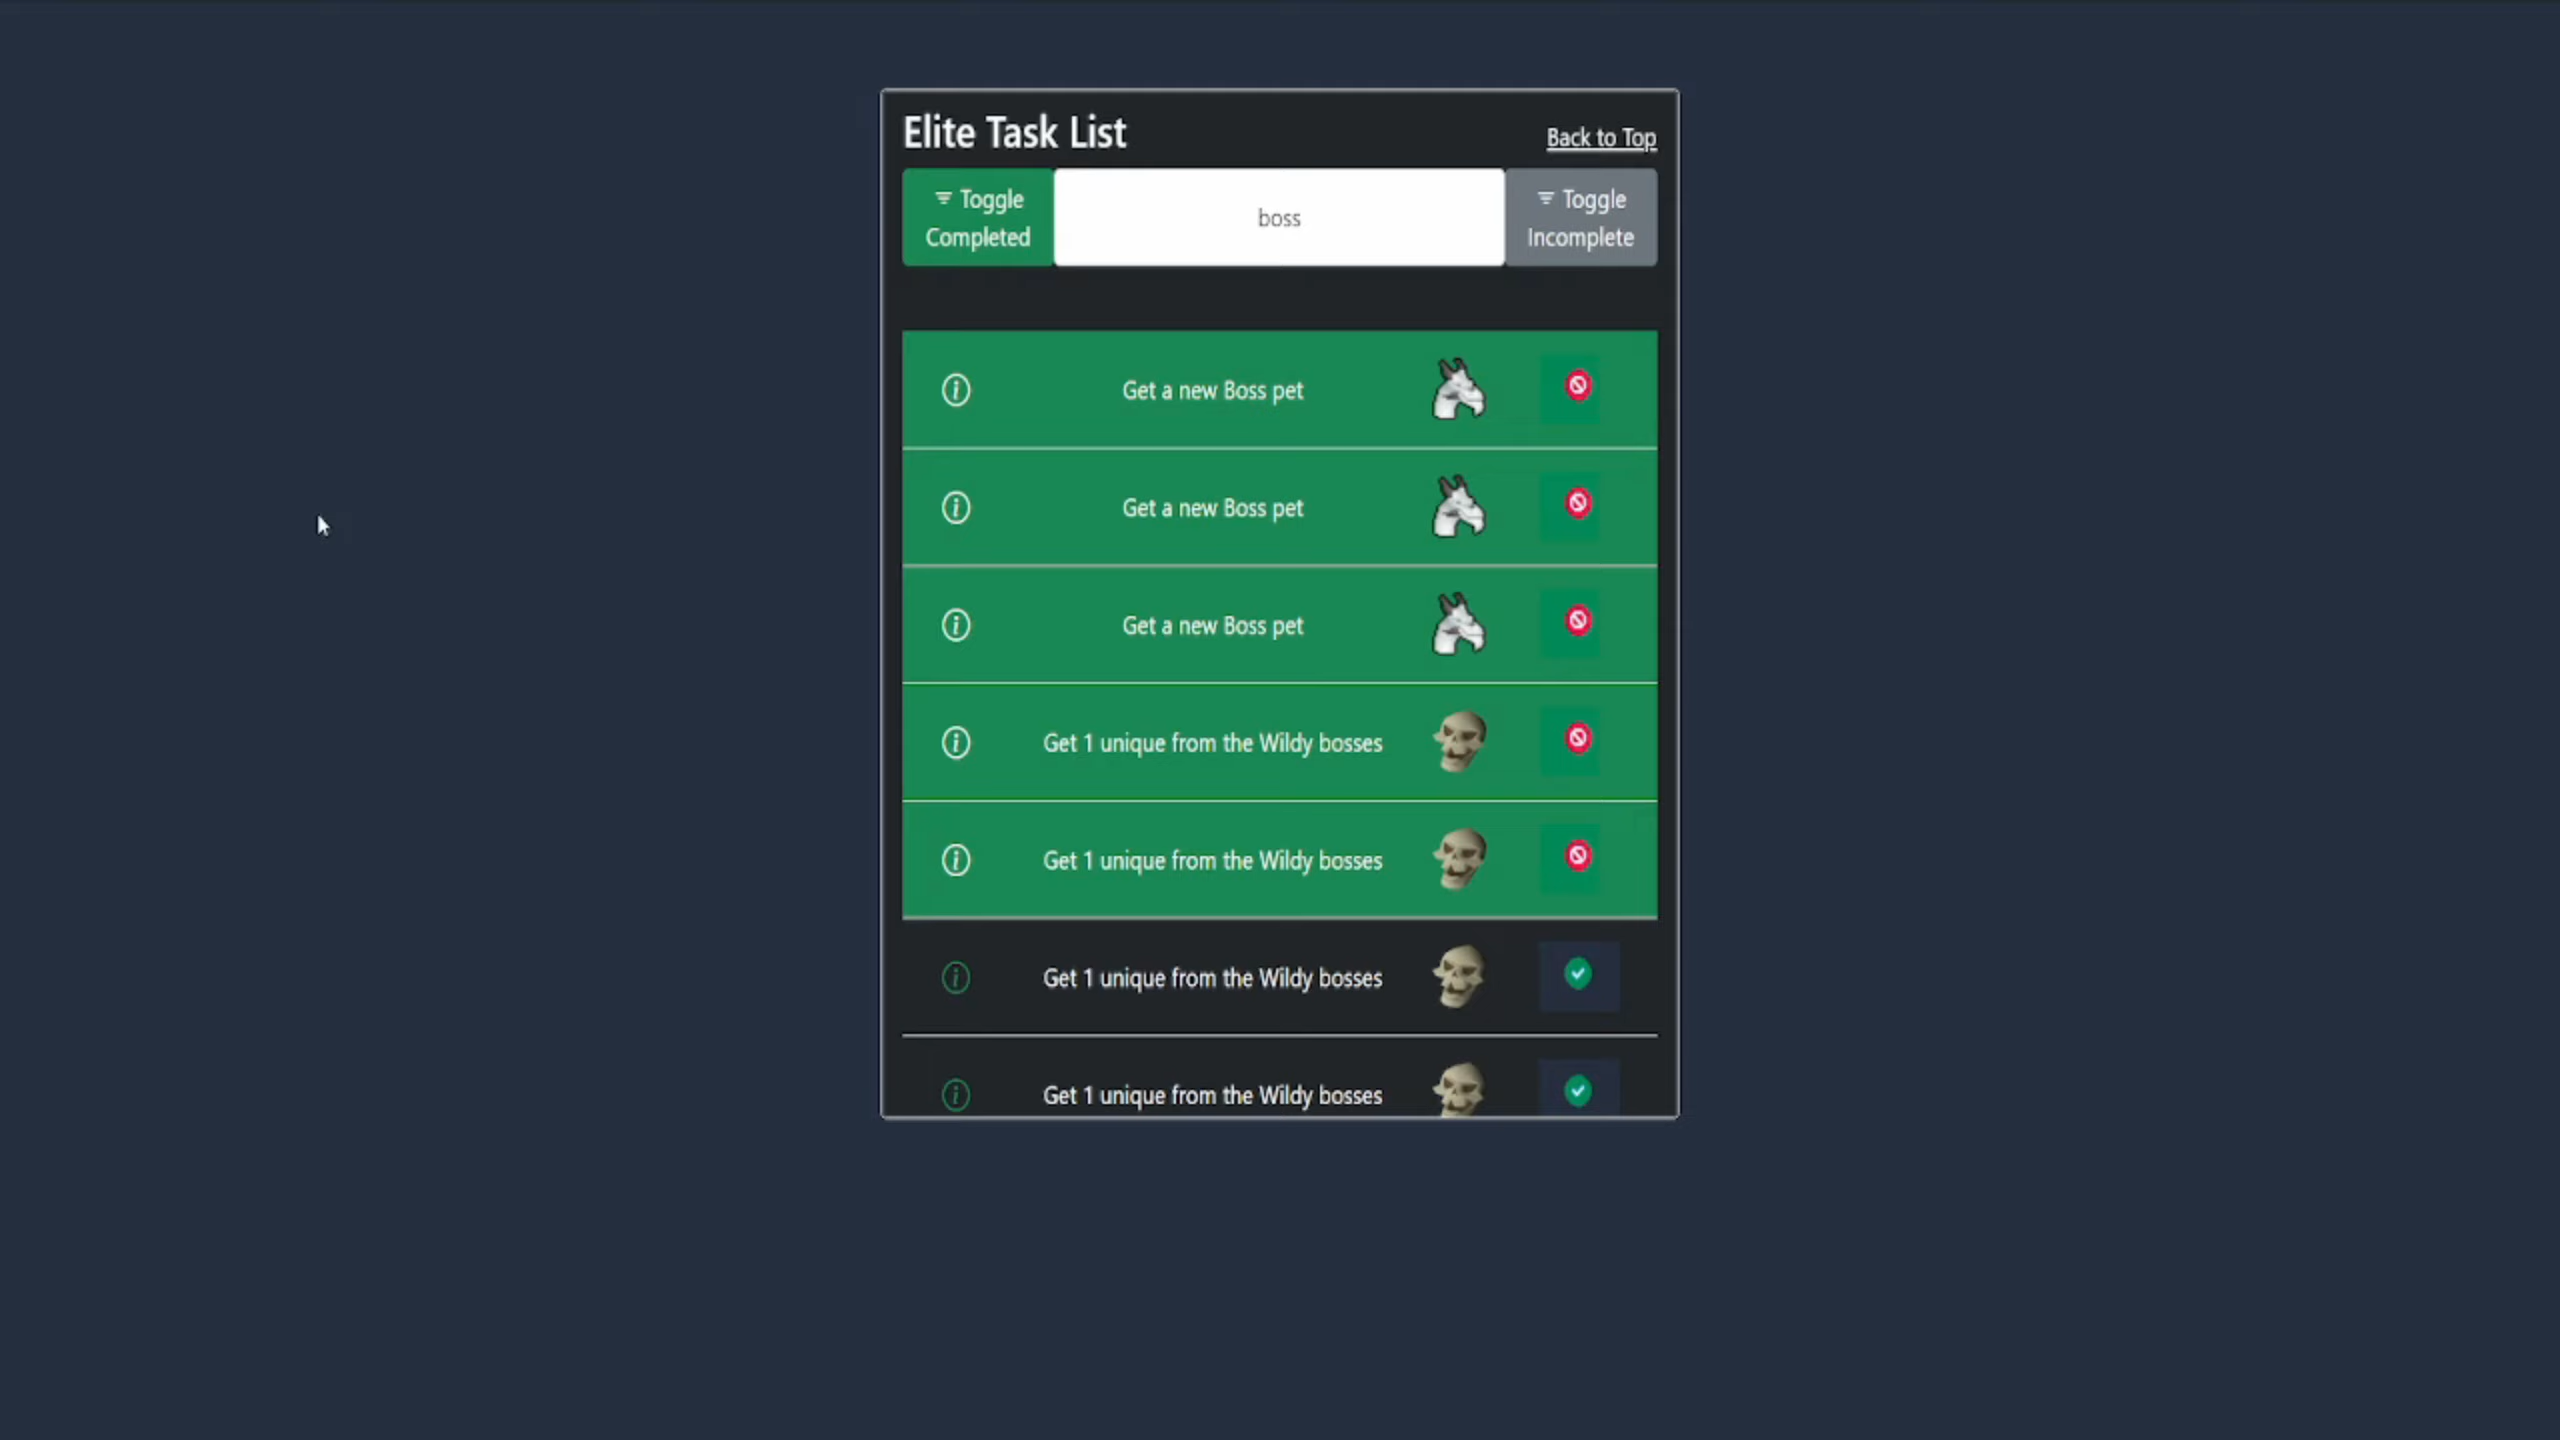 Elite Task List
Back to Top
Toggle
Completed
boss
Toggle
Incomplete
Get a new Boss pet
Get a new Boss pet
Get a new Boss pet
Get 1 unique from the Wildy bosses
Get 1 unique from the Wildy bosses
Get 1 unique from the Wildy bosses
Get 1 unique from the Wildy bosses